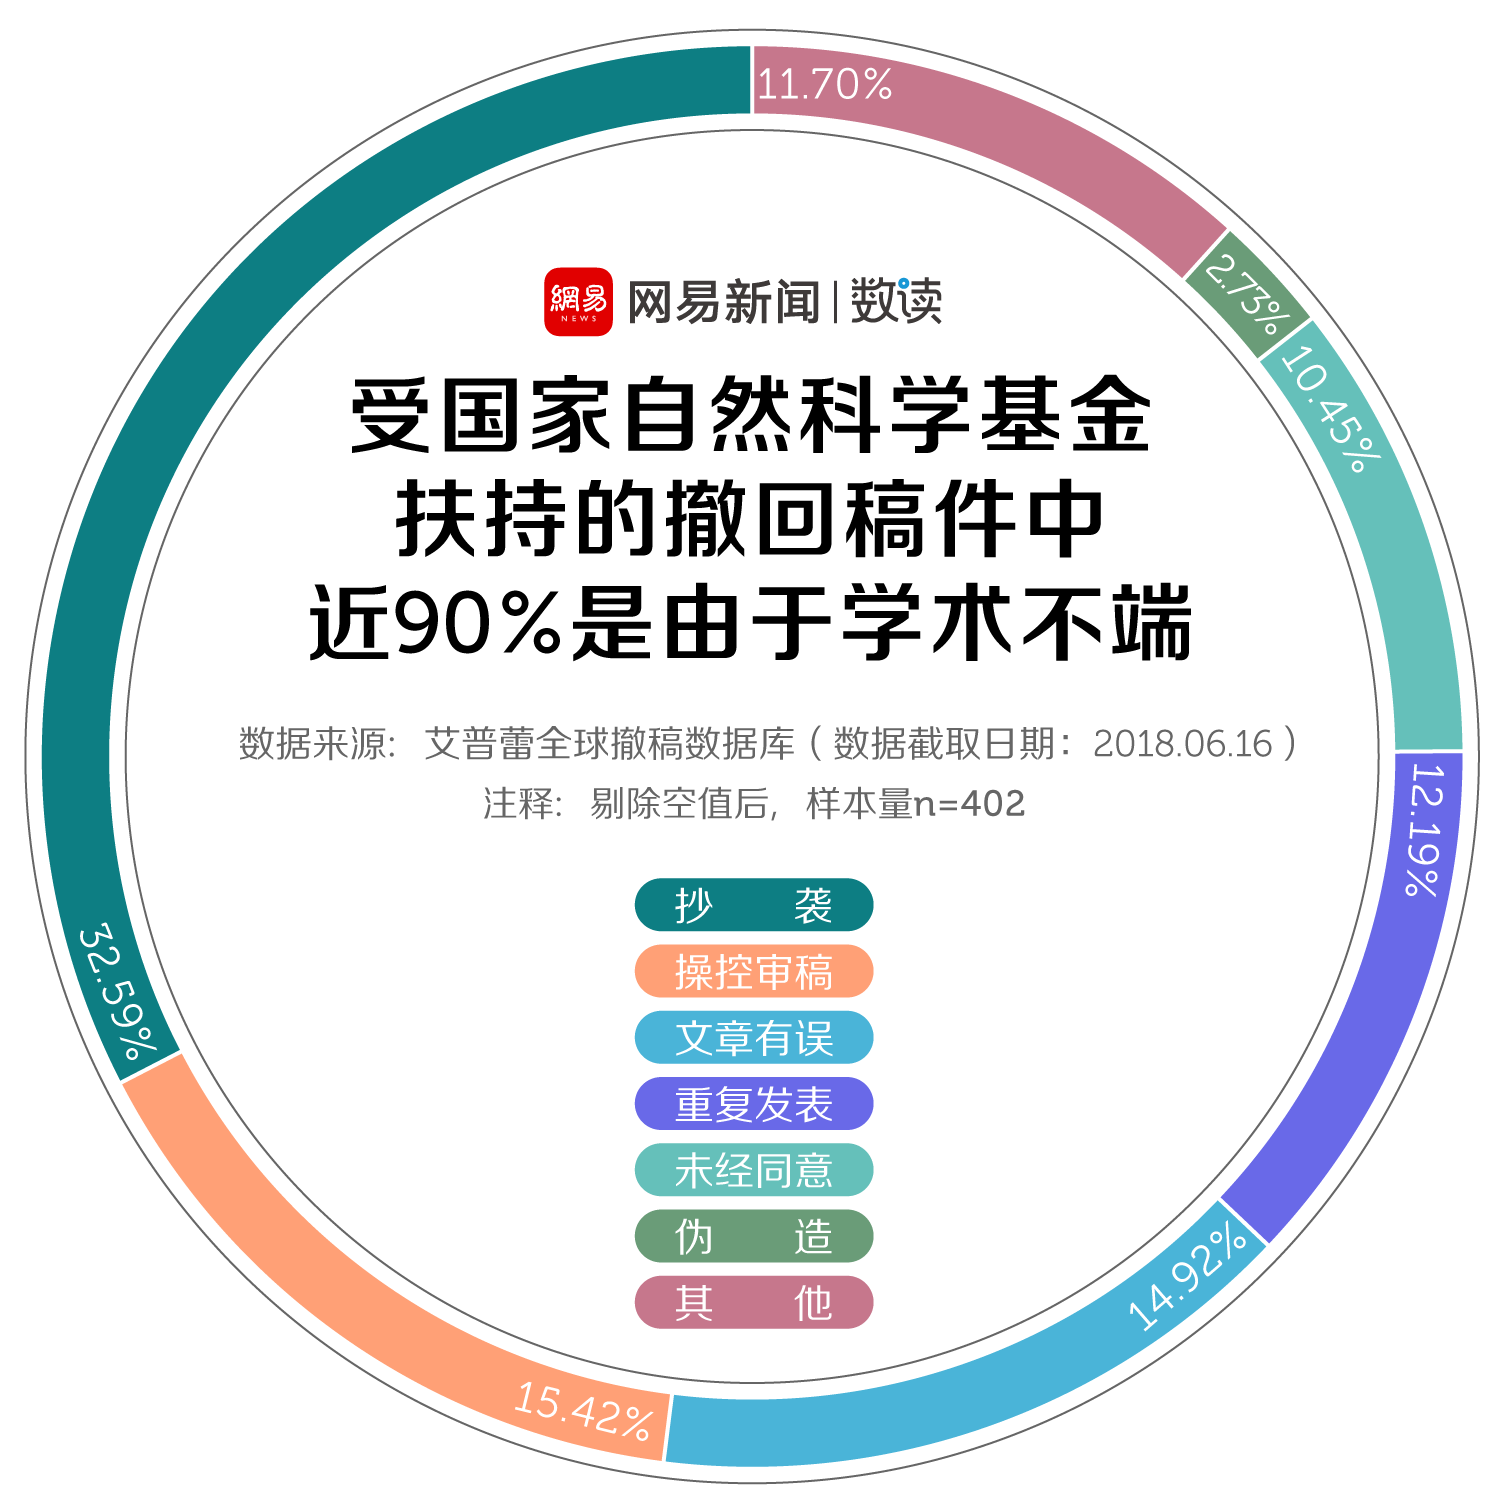 11.70%
2.73%
10.45%
12.19%
14.92%
15.42%
32.59%
網易
NEWS
网易新闻|数读
受国家自然科学基金
扶持的撤回稿件中
近90%是由于学术不端
数据来源: 艾普蕾全球撤稿数据库（数据截取日期：2018.06.16）
注释: 剔除空值后，样本量n=402
抄 袭
操控审稿
文章有误
重复发表
未经同意
伪 造
其 他